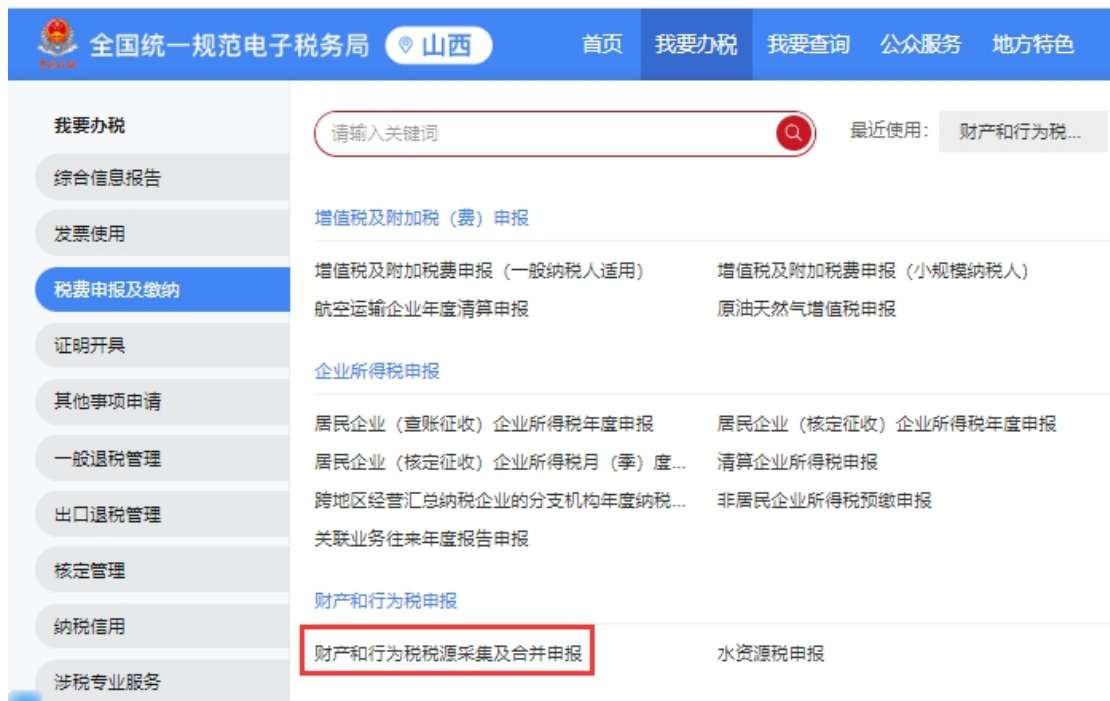 全国统一规范电子税务局 山西 首页 我要办税 我要查询 公众服务 地方特色
我要办税
综合信息报告
发票使用
税费申报及缴纳
证明开具
其他事项申请
一般退税管理
出口退税管理
核定管理
纳税信用
涉税专业服务
请输入关键词 最近使用: 财产和行为税...
增值税及附加税（费）申报
增值税及附加税费申报（一般纳税人适用） 增值税及附加税费申报（小规模纳税人）
航空运输企业年度清算申报 原油天然气增值税申报
企业所得税申报
居民企业（查账征收）企业所得税年度申报 居民企业（核定征收）企业所得税年度申报
居民企业（核定征收）企业所得税月（季）度... 清算企业所得税申报
跨地区经营汇总纳税企业的分支机构年度纳税... 非居民企业所得税预缴申报
关联业务往来年度报告申报
财产和行为税申报
财产和行为税税源采集及合并申报 水资源税申报